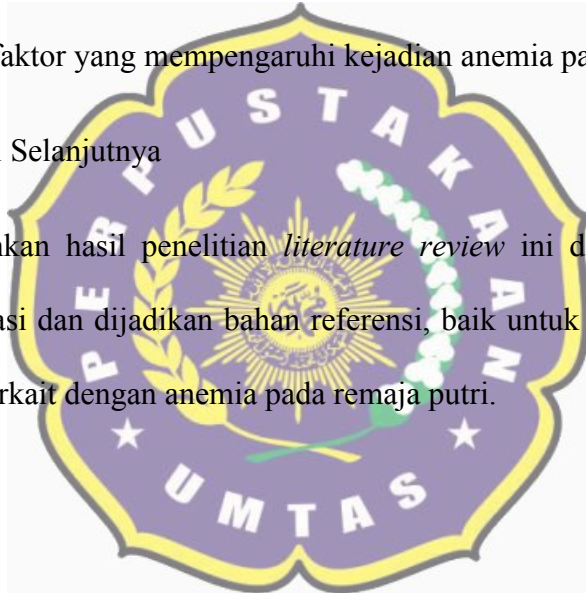 faktor yang mempengaruhi kejadian anemia pa
Selanjutnya
kan hasil penelitian literature review ini d
asi dan dijadikan bahan referensi, baik untuk
rkait dengan anemia pada remaja putri.
PERPUSTAKAAN
UMTAS